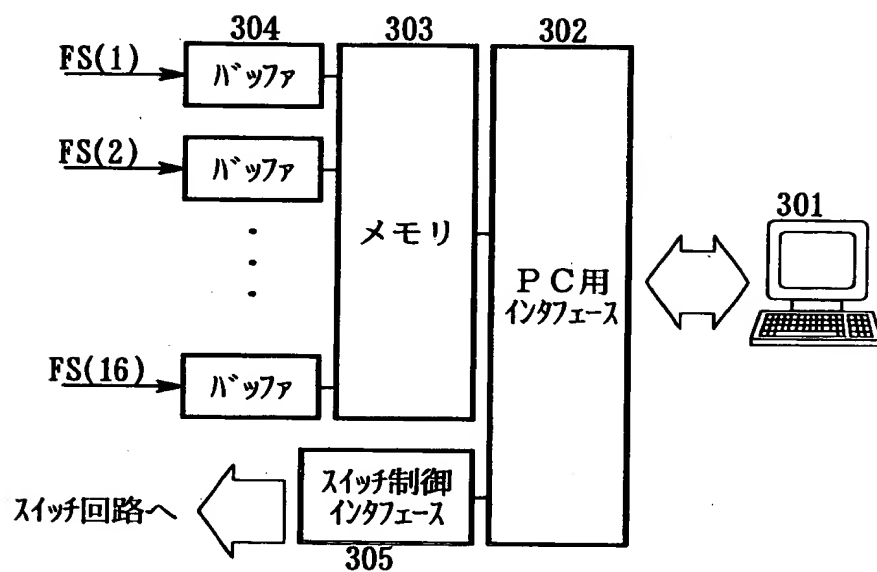 304
303
302
FS(1)
バッファ
FS(2)
バッファ
メモリ
301
PC用
インタフェース
FS(16)
バッファ
スイッチ制御
インタフェース
スイッチ回路へ
305